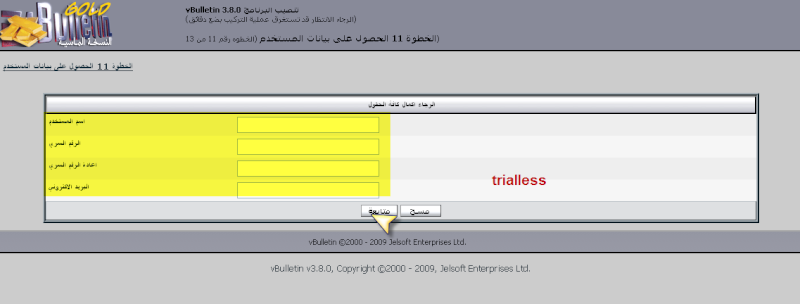 GOLD
vBulletin
النسخة الماسية
تنصيب البرنامج vBulletin 3.8.0
(الرجاء الانتظار قد تستغرق عملية التركيب بضع دقائق)
الخطوة 11 الحصول على بيانات المستخدم (الخطوه رقم 11 من 13)
الخطوة 11 الحصول على بيانات المستخدم
الرجاء اكمال كافة الحقول
اسم المستخدم
الرقم السري
اعادة الرقم السري
البريد الالكتروني
trialless
متابعة مسح
vBulletin ©2000 - 2009 Jelsoft Enterprises Ltd.
vBulletin v3.8.0, Copyright ©2000 - 2009, Jelsoft Enterprises Ltd.